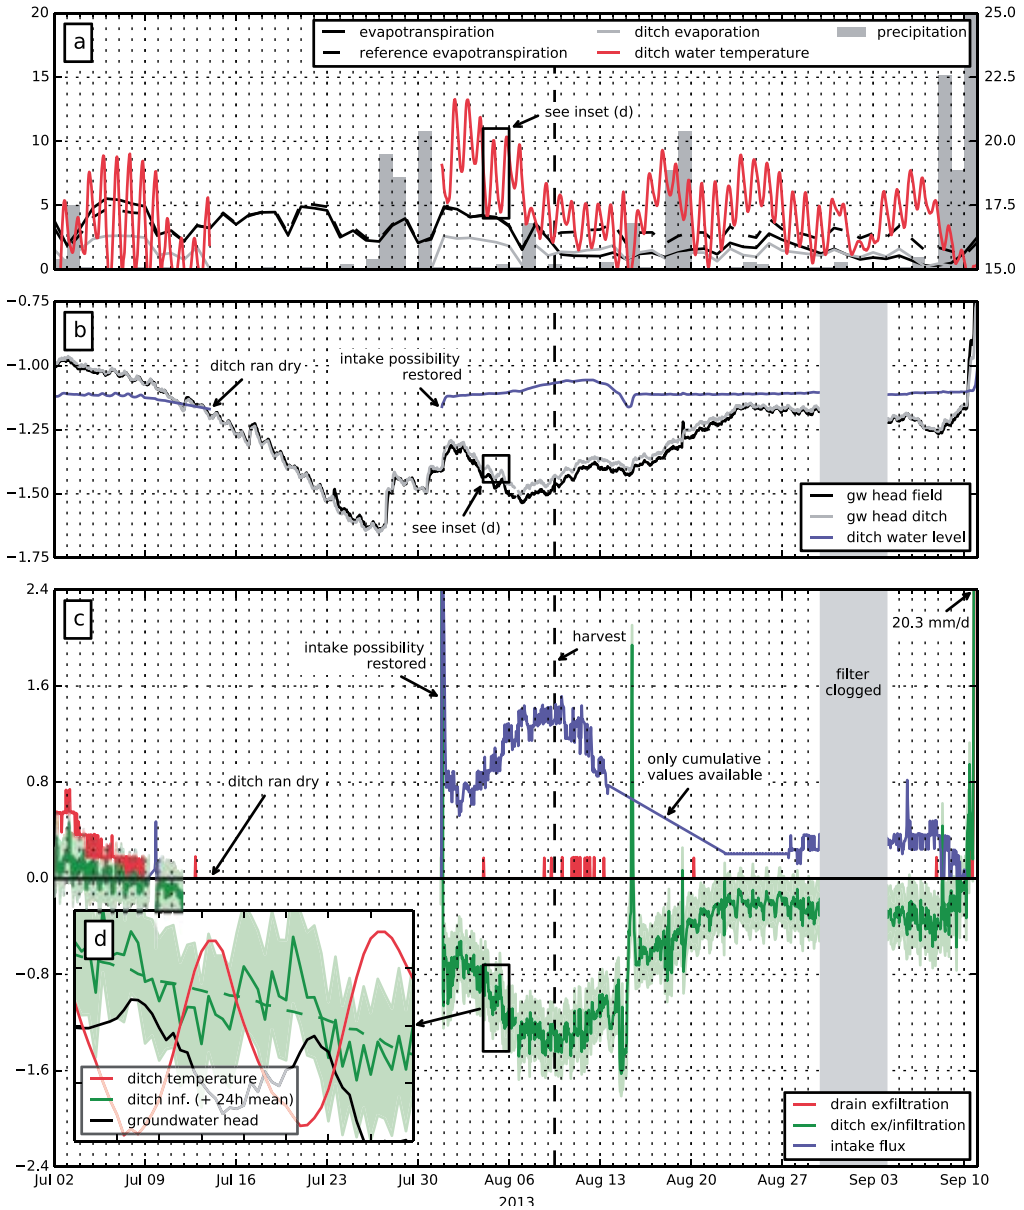 20
15
10
5
0
25.0
22.5
20.0
17.5
15.0
a
evapotranspiration
reference evapotranspiration
ditch evaporation
ditch water temperature
precipitation
see inset (d)
−0.75
−1.00
−1.25
−1.50
−1.75
b
ditch ran dry
intake possibility
restored
see inset (d)
gw head field
gw head ditch
ditch water level
2.4
1.6
0.8
0.0
−0.8
−1.6
−2.4
c
intake possibility
restored
harvest
20.3 mm/d
filter
clogged
only cumulative
values available
ditch ran dry
d
ditch temperature
ditch inf. (+ 24h mean)
groundwater head
drain exfiltration
ditch ex/infiltration
intake flux
Jul 02
Jul 09
Jul 16
Jul 23
Jul 30
Aug 06
Aug 13
Aug 20
Aug 27
Sep 03
Sep 10
2013